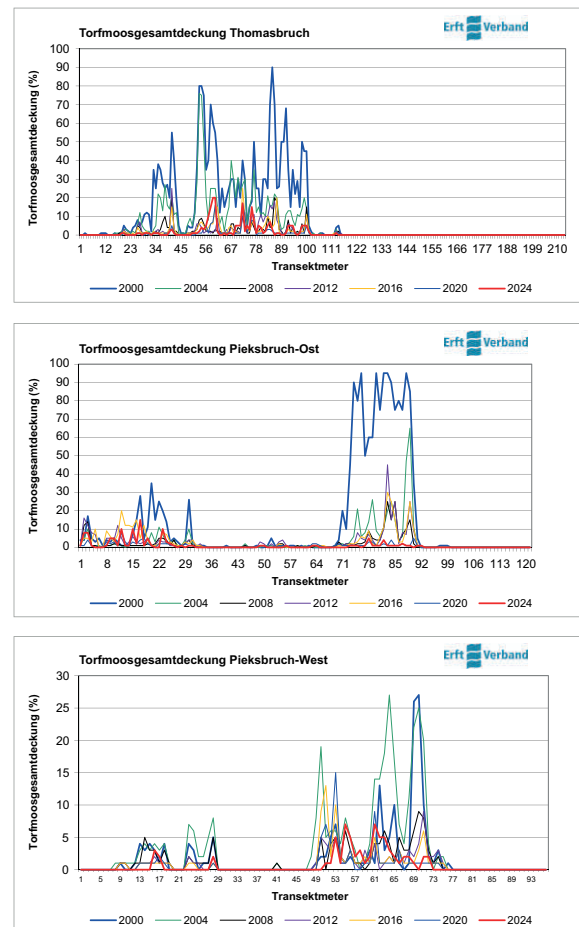 Torfmoosgesamtdeckung Thomasbruch
Erft Verband
Torfmoosgesamtdeckung (%)
100
90
80
70
60
50
40
30
20
10
0
1 12 23 34 45 56 67 78 89 100 111 122 133 144 155 166 177 188 199 210
Transektmeter
2000 2004 2008 2012 2016 2020 2024
Torfmoosgesamtdeckung Pieksbruch-Ost
Erft Verband
Torfmoosgesamtdeckung (%)
100
90
80
70
60
50
40
30
20
10
0
1 8 15 22 29 36 43 50 57 64 71 78 85 92 99 106 113 120
Transektmeter
2000 2004 2008 2012 2016 2020 2024
Torfmoosgesamtdeckung Pieksbruch-West
Erft Verband
Torfmoosgesamtdeckung (%)
30
25
20
15
10
5
0
1 5 9 13 17 21 25 29 33 37 41 45 49 53 57 61 65 69 73 77 81 85 89 93
Transektmeter
2000 2004 2008 2012 2016 2020 2024